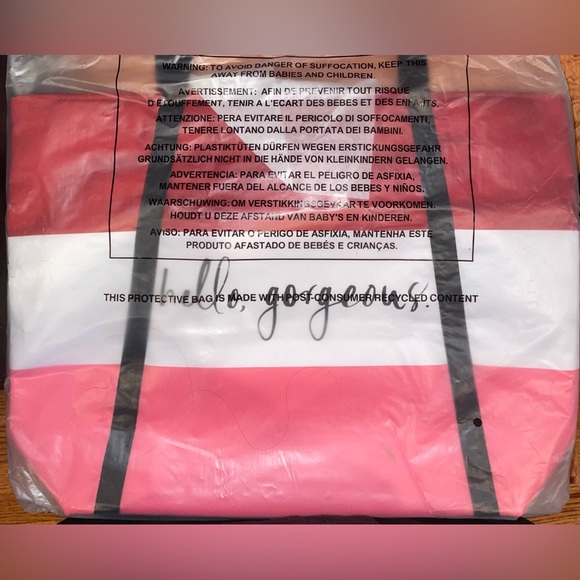 WARNING: TO AVOID DANGER OF SUFFOCATION, KEEP THIS
AWAY FROM BABIES AND CHILDREN.
AVERTISSEMENT: AFIN DE PREVENIR TOUT RISQUE
D'ETOUFFEMENT, TENIR A L'ECART DES BEBES ET DES ENFAUTS.
ATTENZIONE: PERA EVITARE IL PERICOLO DI SOFFOCAMENTI,
TENERE LONTANO DALLA PORTATA DEI BAMBINI.
ACHTUNG: PLASTIKTÜTEN DÜRFEN WEGEN ERSTICKUNGSGEFAHR
GRUNDSÄTZLICH NICHT IN DIE HÄNDE VON KLEINKINDERN GELANGEN.
ADVERTENCIA: PARA EVITAR EL PELIGRO DE ASFIXIA,
MANTENER FUERA DEL ALCANCE DE LOS BEBES Y NIÑOS.
WAARSCHUWING: OM VERSTIKKINGSGEVAAR TE VOORKOMEN.
HOUDT U DEZE AFSTAND VAN BABY'S EN KINDEREN.
AVISO: PARA EVITAR O PERIGO DE ASFIXIA, MANTENHA ESTE
PRODUTO AFASTADO DE BEBÉS E CRIANÇAS.
THIS PROTECTIVE BAG IS MADE WITH POST-CONSUMER RECYCLED CONTENT
hello, gorgeous.